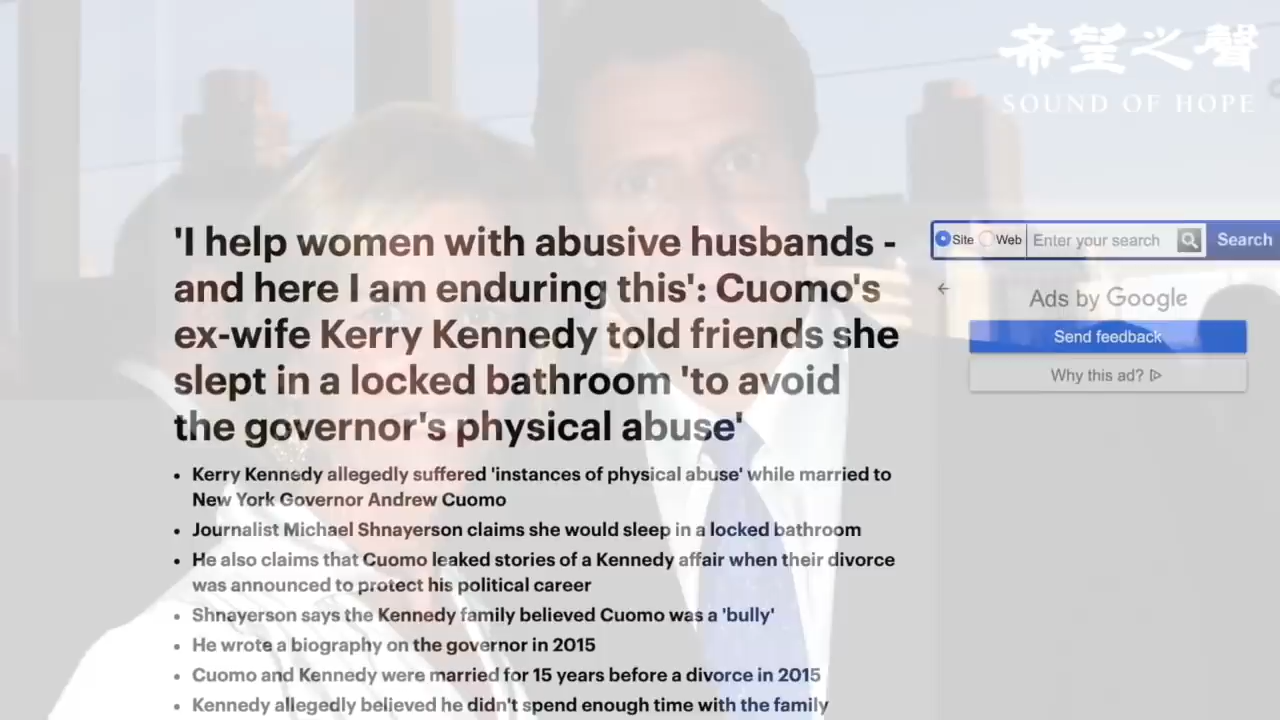 希望之聲
SOUND OF HOPE
'I help women with abusive husbands -
and here I am enduring this': Cuomo's
ex-wife Kerry Kennedy told friends she
slept in a locked bathroom 'to avoid
the governor's physical abuse'
• Kerry Kennedy allegedly suffered 'instances of physical abuse' while married to
New York Governor Andrew Cuomo
• Journalist Michael Shnayerson claims she would sleep in a locked bathroom
• He also claims that Cuomo leaked stories of a Kennedy affair when their divorce
was announced to protect his political career
• Shnayerson says the Kennedy family believed Cuomo was a 'bully'
• He wrote a biography on the governor in 2015
• Cuomo and Kennedy were married for 15 years before a divorce in 2015
• Kennedy allegedly believed he didn't spend enough time with the family
Site Web Enter your search Search
Ads by Google
Send feedback
Why this ad?